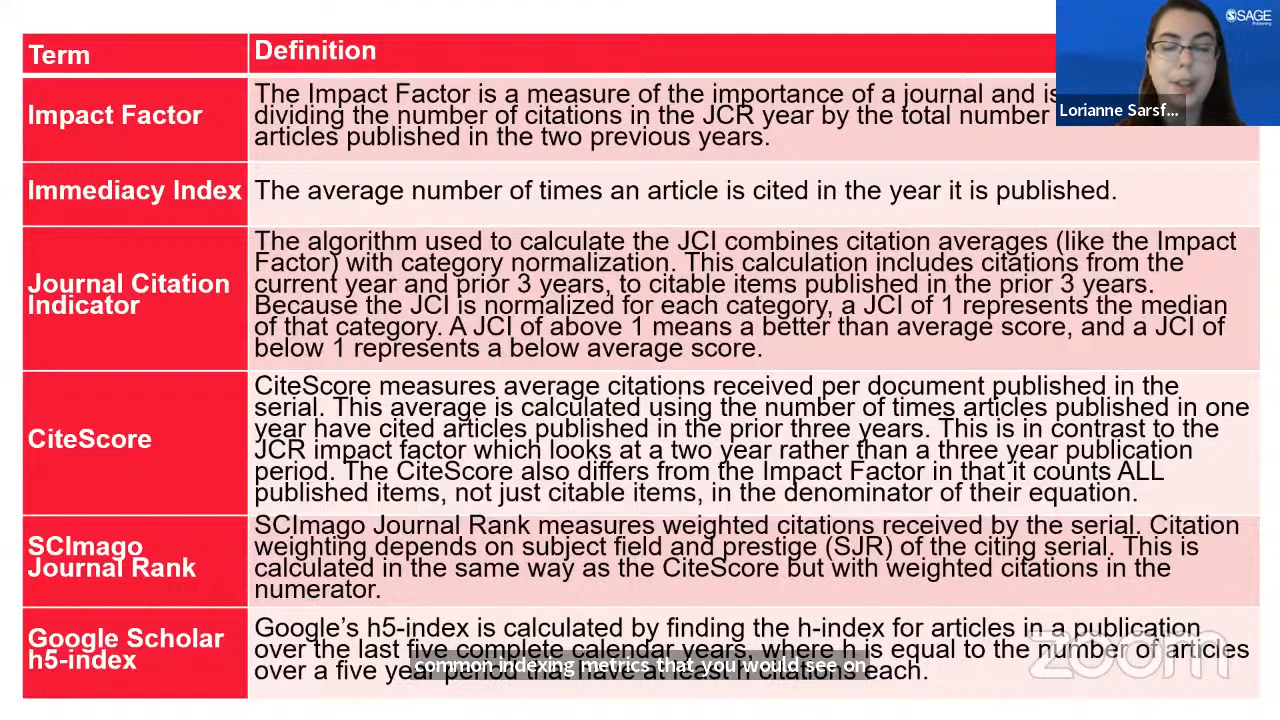 Term
Definition
Impact Factor
The Impact Factor is a measure of the importance of a journal and is
dividing the number of citations in the JCR year by the total number
articles published in the two previous years.
Immediacy Index
The average number of times an article is cited in the year it is published.
Journal Citation
Indicator
The algorithm used to calculate the JCI combines citation averages (like the Impact
Factor) with category normalization. This calculation includes citations from the
current year and prior 3 years, to citable items published in the prior 3 years.
Because the JCI is normalized for each category, a JCI of 1 represents the median
of that category. A JCI of above 1 means a better than average score, and a JCI of
below 1 represents a below average score.
CiteScore
CiteScore measures average citations received per document published in the
serial. This average is calculated using the number of times articles published in one
year have cited articles published in the prior three years. This is in contrast to the
JCR impact factor which looks at a two year rather than a three year publication
period. The CiteScore also differs from the Impact Factor in that it counts ALL
published items, not just citable items, in the denominator of their equation.
SCImago
Journal Rank
SCImago Journal Rank measures weighted citations received by the serial. Citation
weighting depends on subject field and prestige (SJR) of the citing serial. This is
calculated in the same way as the CiteScore but with weighted citations in the
numerator.
Google Scholar
h5-index
Google's h5-index is calculated by finding the h-index for articles in a publication
over the last five complete calendar years, where h is equal to the number of articles
over a five year period that have at least h citations each.
common indexing metrics that you would see on
zoom
SAGE
Publishing
Lorianne Sarsf...